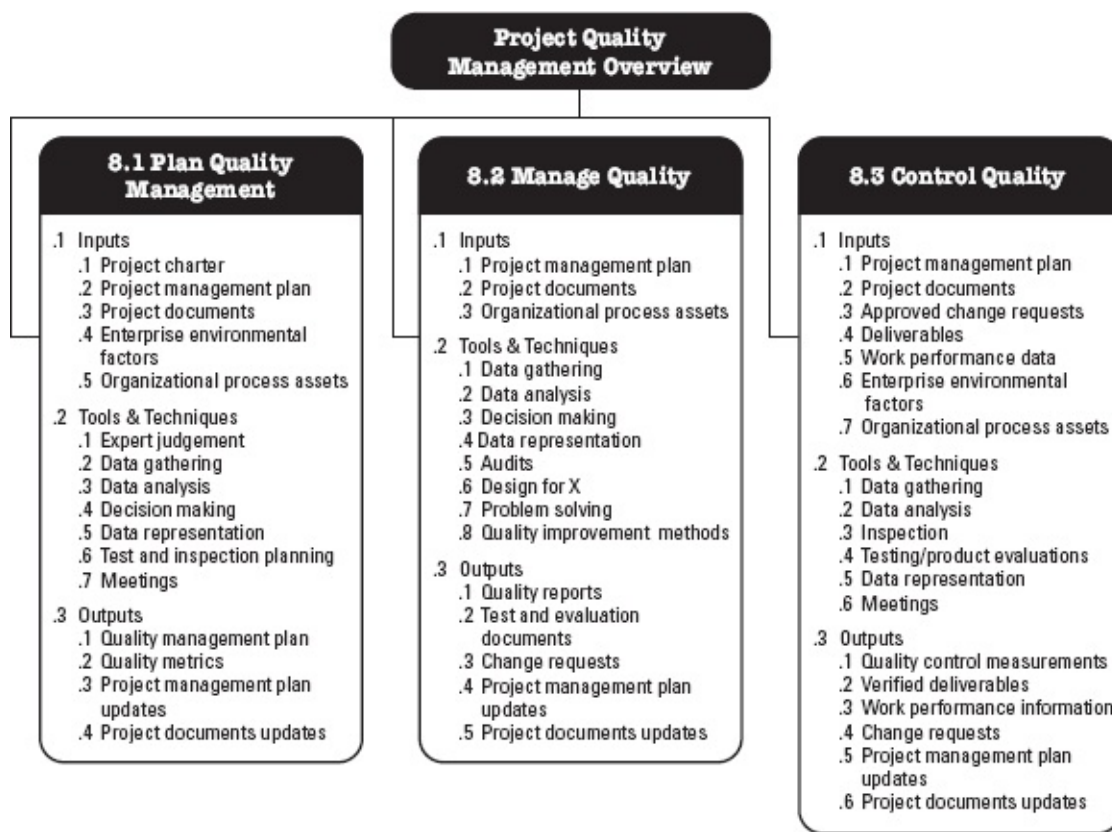 Project Quality
Management Overview
8.1 Plan Quality
Management
.1 Inputs
.1 Project charter
.2 Project management plan
.3 Project documents
.4 Enterprise environmental
factors
.5 Organizational process assets
.2 Tools & Techniques
.1 Expert judgement
.2 Data gathering
.3 Data analysis
.4 Decision making
.5 Data representation
.6 Test and inspection planning
.7 Meetings
.3 Outputs
.1 Quality management plan
.2 Quality metrics
.3 Project management plan
updates
.4 Project documents updates
8.2 Manage Quality
.1 Inputs
.1 Project management plan
.2 Project documents
.3 Organizational process assets
.2 Tools & Techniques
.1 Data gathering
.2 Data analysis
.3 Decision making
.4 Data representation
.5 Audits
.6 Design for X
.7 Problem solving
.8 Quality improvement methods
.3 Outputs
.1 Quality reports
.2 Test and evaluation
documents
.3 Change requests
.4 Project management plan
updates
.5 Project documents updates
8.3 Control Quality
.1 Inputs
.1 Project management plan
.2 Project documents
.3 Approved change requests
.4 Deliverables
.5 Work performance data
.6 Enterprise environmental
factors
.7 Organizational process assets
.2 Tools & Techniques
.1 Data gathering
.2 Data analysis
.3 Inspection
.4 Testing/product evaluations
.5 Data representation
.6 Meetings
.3 Outputs
.1 Quality control measurements
.2 Verified deliverables
.3 Work performance information
.4 Change requests
.5 Project management plan
updates
.6 Project documents updates